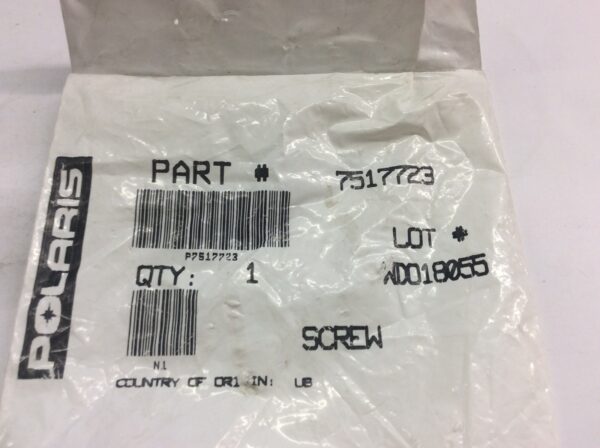 POLARIS
PART # 7517723
P7517723
LOT #
WD018055
QTY: 1
N1
SCREW
COUNTRY OF ORIGIN: US